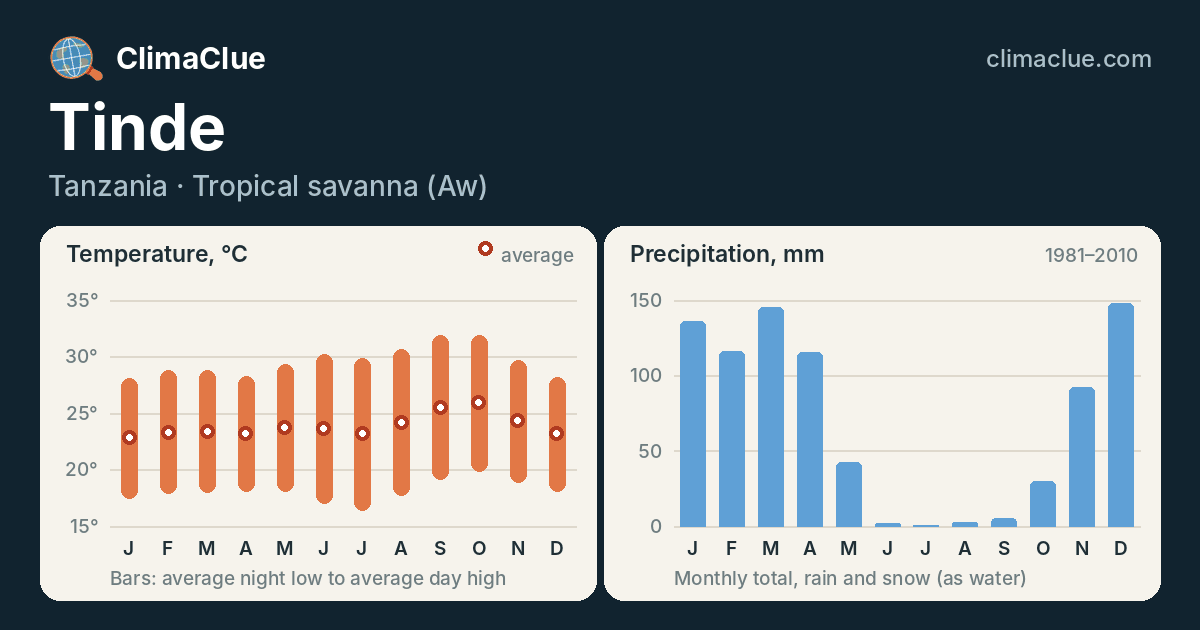 ClimaClue
climaclue.com
Tinde
Tanzania · Tropical savanna (Aw)
Temperature, °C
average
35°
30°
25°
20°
15°
J F M A M J J A S O N D
Bars: average night low to average day high
Precipitation, mm
1981–2010
150
100
50
0
J F M A M J J A S O N D
Monthly total, rain and snow (as water)